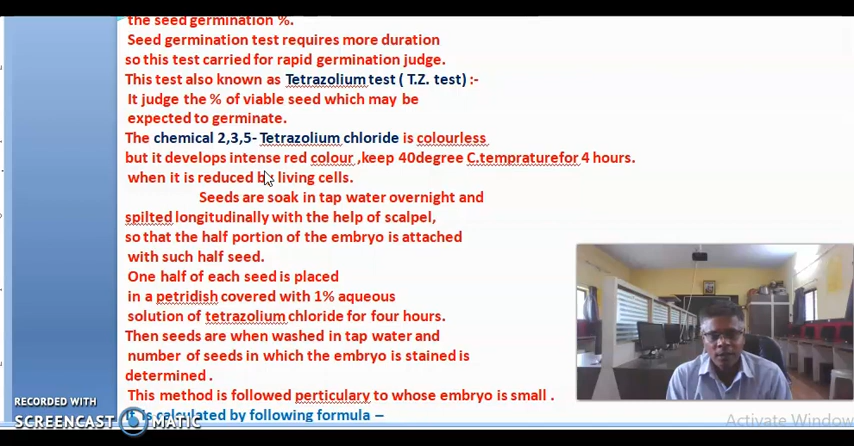 the seed germination %.
Seed germination test requires more duration
so this test carried for rapid germination judge.
This test also known as Tetrazolium test ( T.Z. test) :-
It judge the % of viable seed which may be
expected to germinate.
The chemical 2,3,5- Tetrazolium chloride is colourless
but it develops intense red colour ,keep 40degree C.tempraturefor 4 hours.
when it is reduced by living cells.
Seeds are soak in tap water overnight and
spilted longitudinally with the help of scalpel,
so that the half portion of the embryo is attached
with such half seed.
One half of each seed is placed
in a petridish covered with 1% aqueous
solution of tetrazolium chloride for four hours.
Then seeds are when washed in tap water and
number of seeds in which the embryo is stained is
determined .
This method is followed perticulary to whose embryo is small .
It is calculated by following formula –
RECORDED WITH
SCREENCAST MATIC
Activate Window